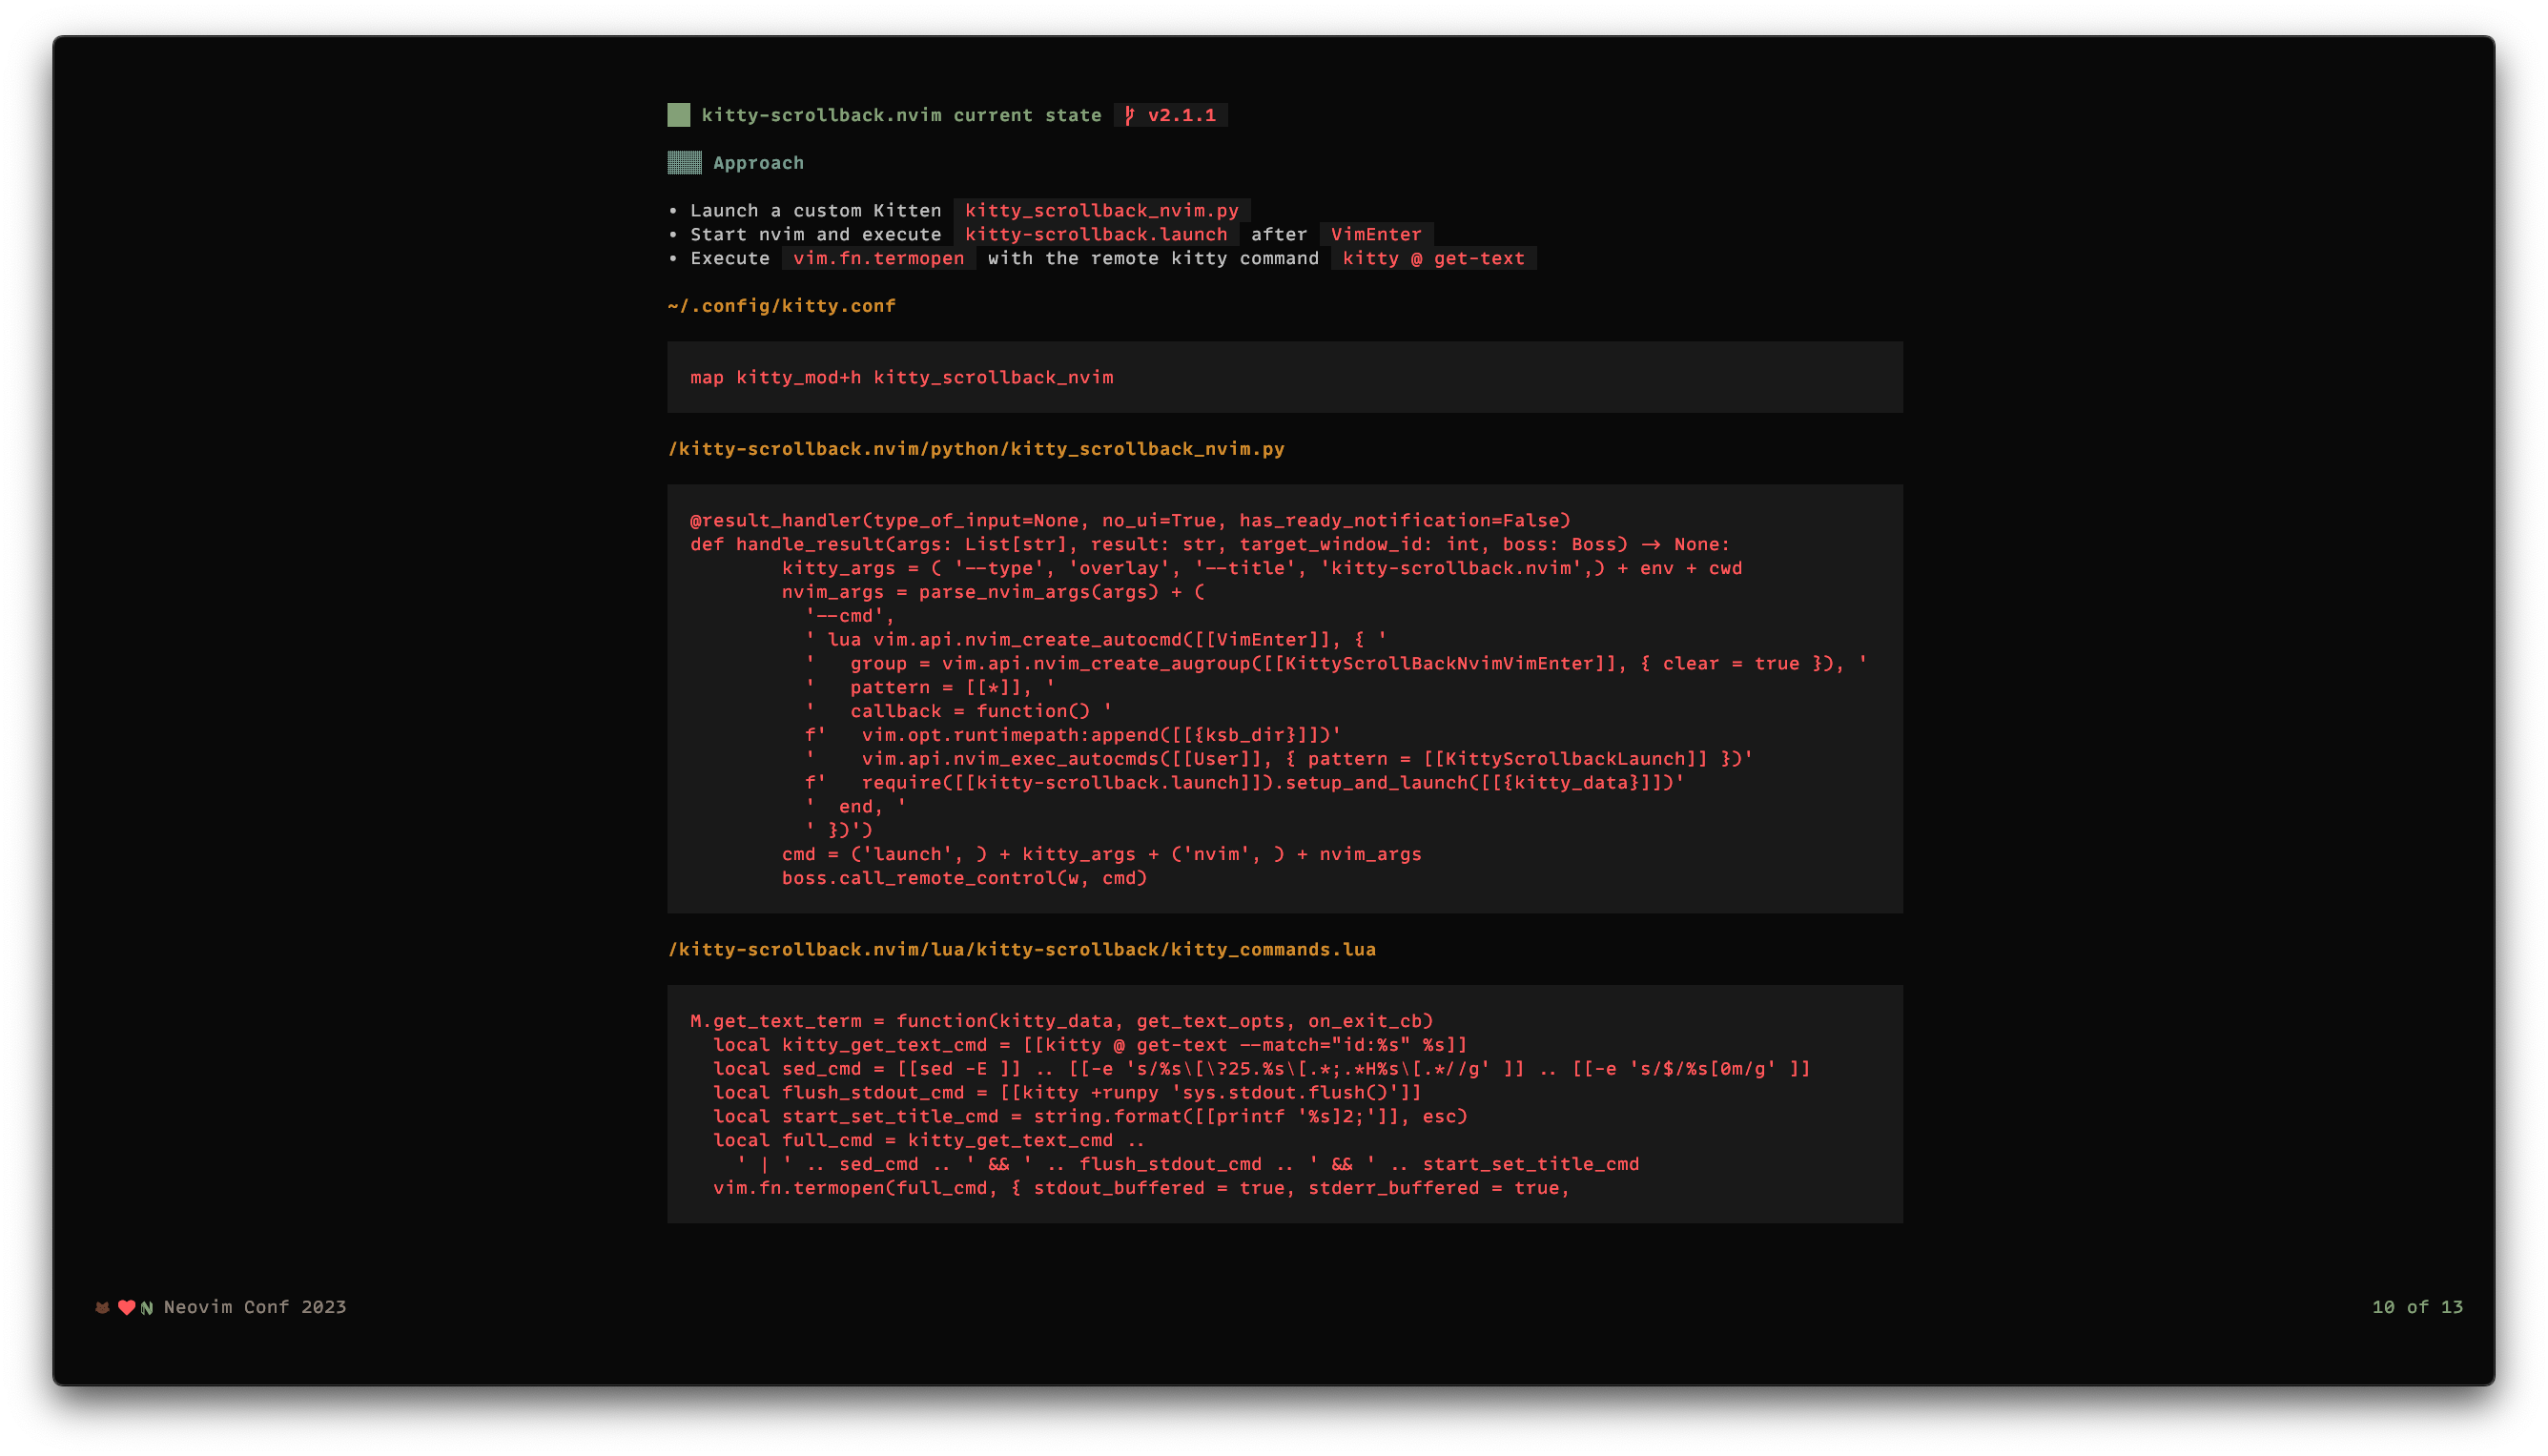 kitty-scrollback.nvim current state v2.1.1
Approach
• Launch a custom Kitten kitty_scrollback_nvim.py
• Start nvim and execute kitty-scrollback.launch after VimEnter
• Execute vim.fn.termopen with the remote kitty command kitty @ get-text
~/.config/kitty.conf
map kitty_mod+h kitty_scrollback_nvim
/kitty-scrollback.nvim/python/kitty_scrollback_nvim.py
@result_handler(type_of_input=None, no_ui=True, has_ready_notification=False)
def handle_result(args: List[str], result: str, target_window_id: int, boss: Boss) -> None:
        kitty_args = ( '--type', 'overlay', '--title', 'kitty-scrollback.nvim',) + env + cwd
        nvim_args = parse_nvim_args(args) + (
          '--cmd',
          ' lua vim.api.nvim_create_autocmd([[VimEnter]], { '
          '   group = vim.api.nvim_create_augroup([[KittyScrollBackNvimVimEnter]], { clear = true }), '
          '   pattern = [[*]], '
          '   callback = function() '
          f'   vim.opt.runtimepath:append([[{ksb_dir}]])'
          '    vim.api.nvim_exec_autocmds([[User]], { pattern = [[KittyScrollbackLaunch]] })'
          f'   require([[kitty-scrollback.launch]]).setup_and_launch([[{kitty_data}]])'
          '  end, '
          ' })')
        cmd = ('launch', ) + kitty_args + ('nvim', ) + nvim_args
        boss.call_remote_control(w, cmd)
/kitty-scrollback.nvim/lua/kitty-scrollback/kitty_commands.lua
M.get_text_term = function(kitty_data, get_text_opts, on_exit_cb)
  local kitty_get_text_cmd = [[kitty @ get-text --match="id:%s" %s]]
  local sed_cmd = [[sed -E ]] .. [[-e 's/%s\[\?25.%s\[.*;.*H%s\[.*//g' ]] .. [[-e 's/$/%s[0m/g' ]]
  local flush_stdout_cmd = [[kitty +runpy 'sys.stdout.flush()']]
  local start_set_title_cmd = string.format([[printf '%s]2;']], esc)
  local full_cmd = kitty_get_text_cmd ..
    ' | ' .. sed_cmd .. ' && ' .. flush_stdout_cmd .. ' && ' .. start_set_title_cmd
  vim.fn.termopen(full_cmd, { stdout_buffered = true, stderr_buffered = true,
Neovim Conf 2023
10 of 13